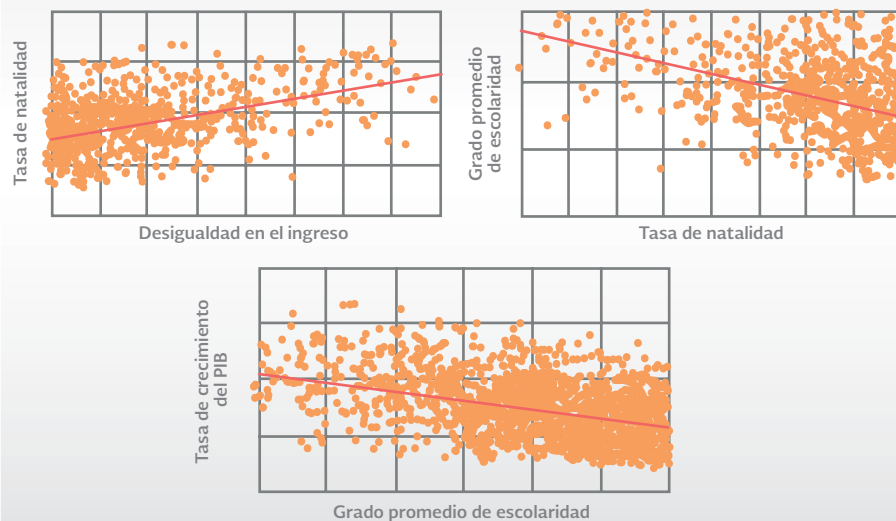 Tasa de natalidad
Desigualdad en el ingreso
Grado promedio
de escolaridad
Tasa de natalidad
Tasa de crecimiento
del PIB
Grado promedio de escolaridad